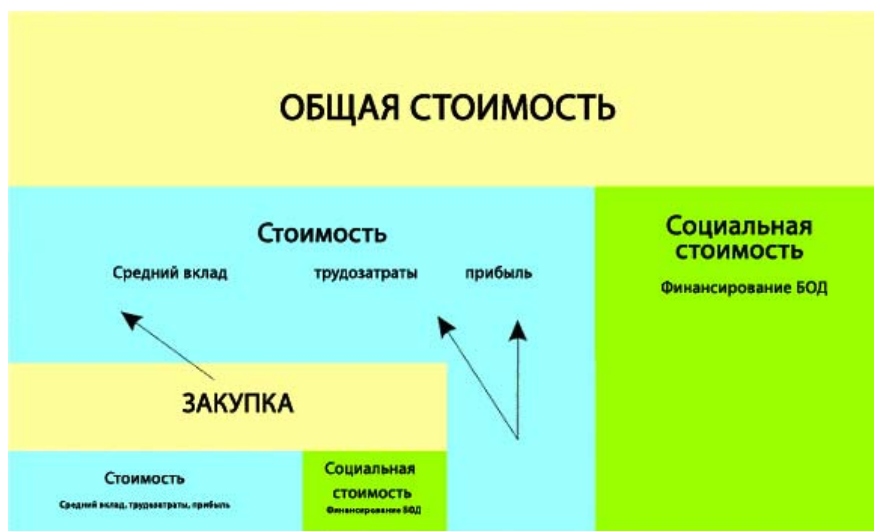 ОБЩАЯ СТОИМОСТЬ
Стоимость
Средний вклад трудозатраты прибыль
Социальная
стоимость
Финансирование БОД
ЗАКУПКА
Стоимость
Средний вклад, трудозатраты, прибыль
Социальная
стоимость
Финансирование БОД